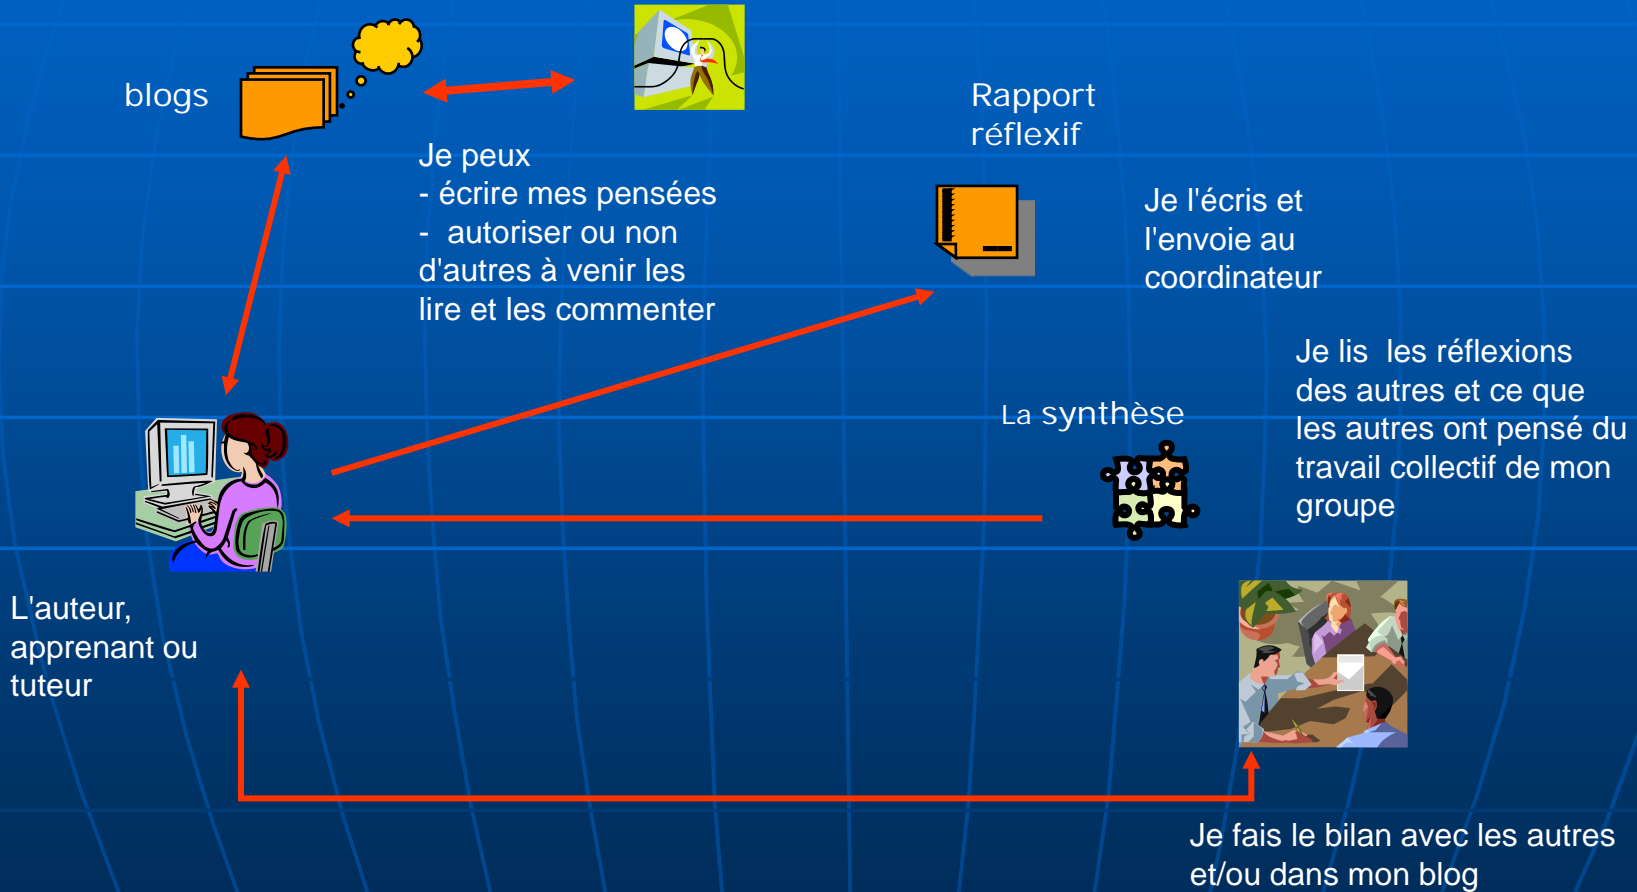 blogs
Je peux
- écrire mes pensées
-  autoriser ou non
d'autres à venir les
lire et les commenter
Rapport
réflexif
Je l'écris et
l'envoie au
coordinateur
La synthèse
Je lis  les réflexions
des autres et ce que
les autres ont pensé du
travail collectif de mon
groupe
L'auteur,
apprenant ou
tuteur
Je fais le bilan avec les autres
et/ou dans mon blog